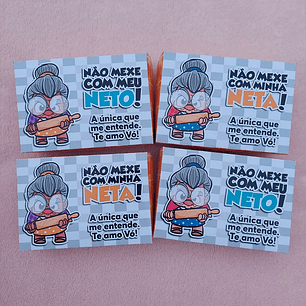 NÃO MEXE
COM MEU
NETO!
A única que
me entende.
Te amo Vó!
NÃO MEXE
COM MINHA
NETA!
A única que
me entende.
Te amo Vó!
NÃO MEXE
COM MINHA
NETA!
A única que
me entende.
Te amo Vó!
NÃO MEXE
COM MEU
NETO!
A única que
me entende.
Te amo Vó!